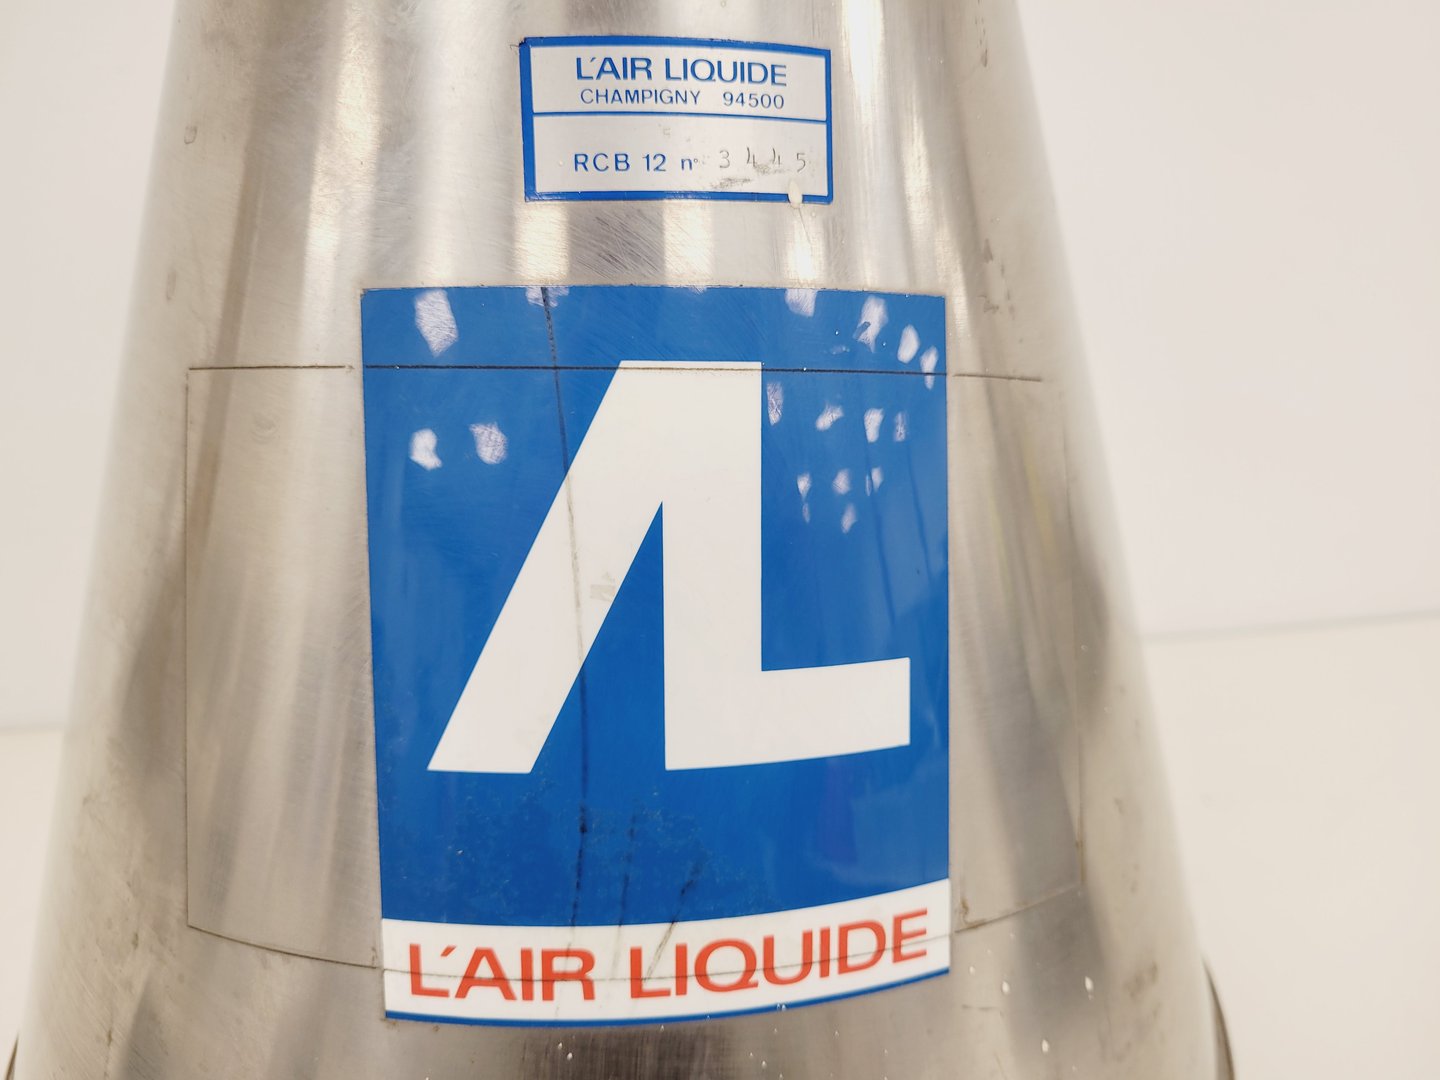 L'AIR LIQUIDE
CHAMPIGNY 94500
RCB 12 n° 3445
AL
L'AIR LIQUIDE